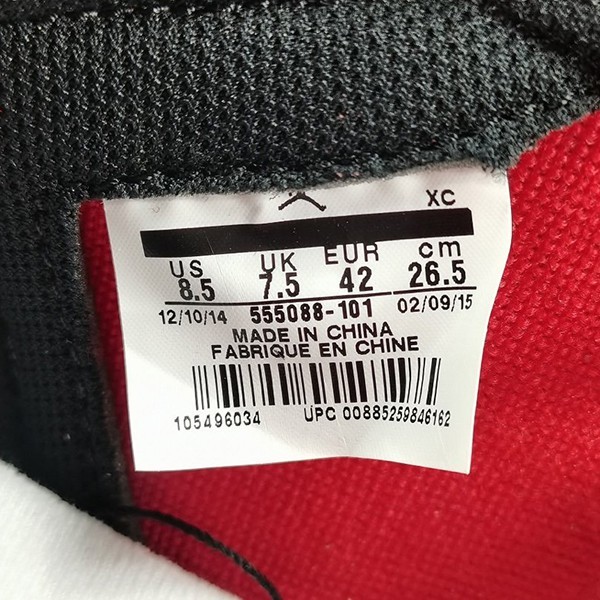 XC
US UK EUR cm
8.5 7.5 42 26.5
12/10/14 555088-101 02/09/15
MADE IN CHINA
FABRIQUE EN CHINE
105496034 UPC 00885259846162